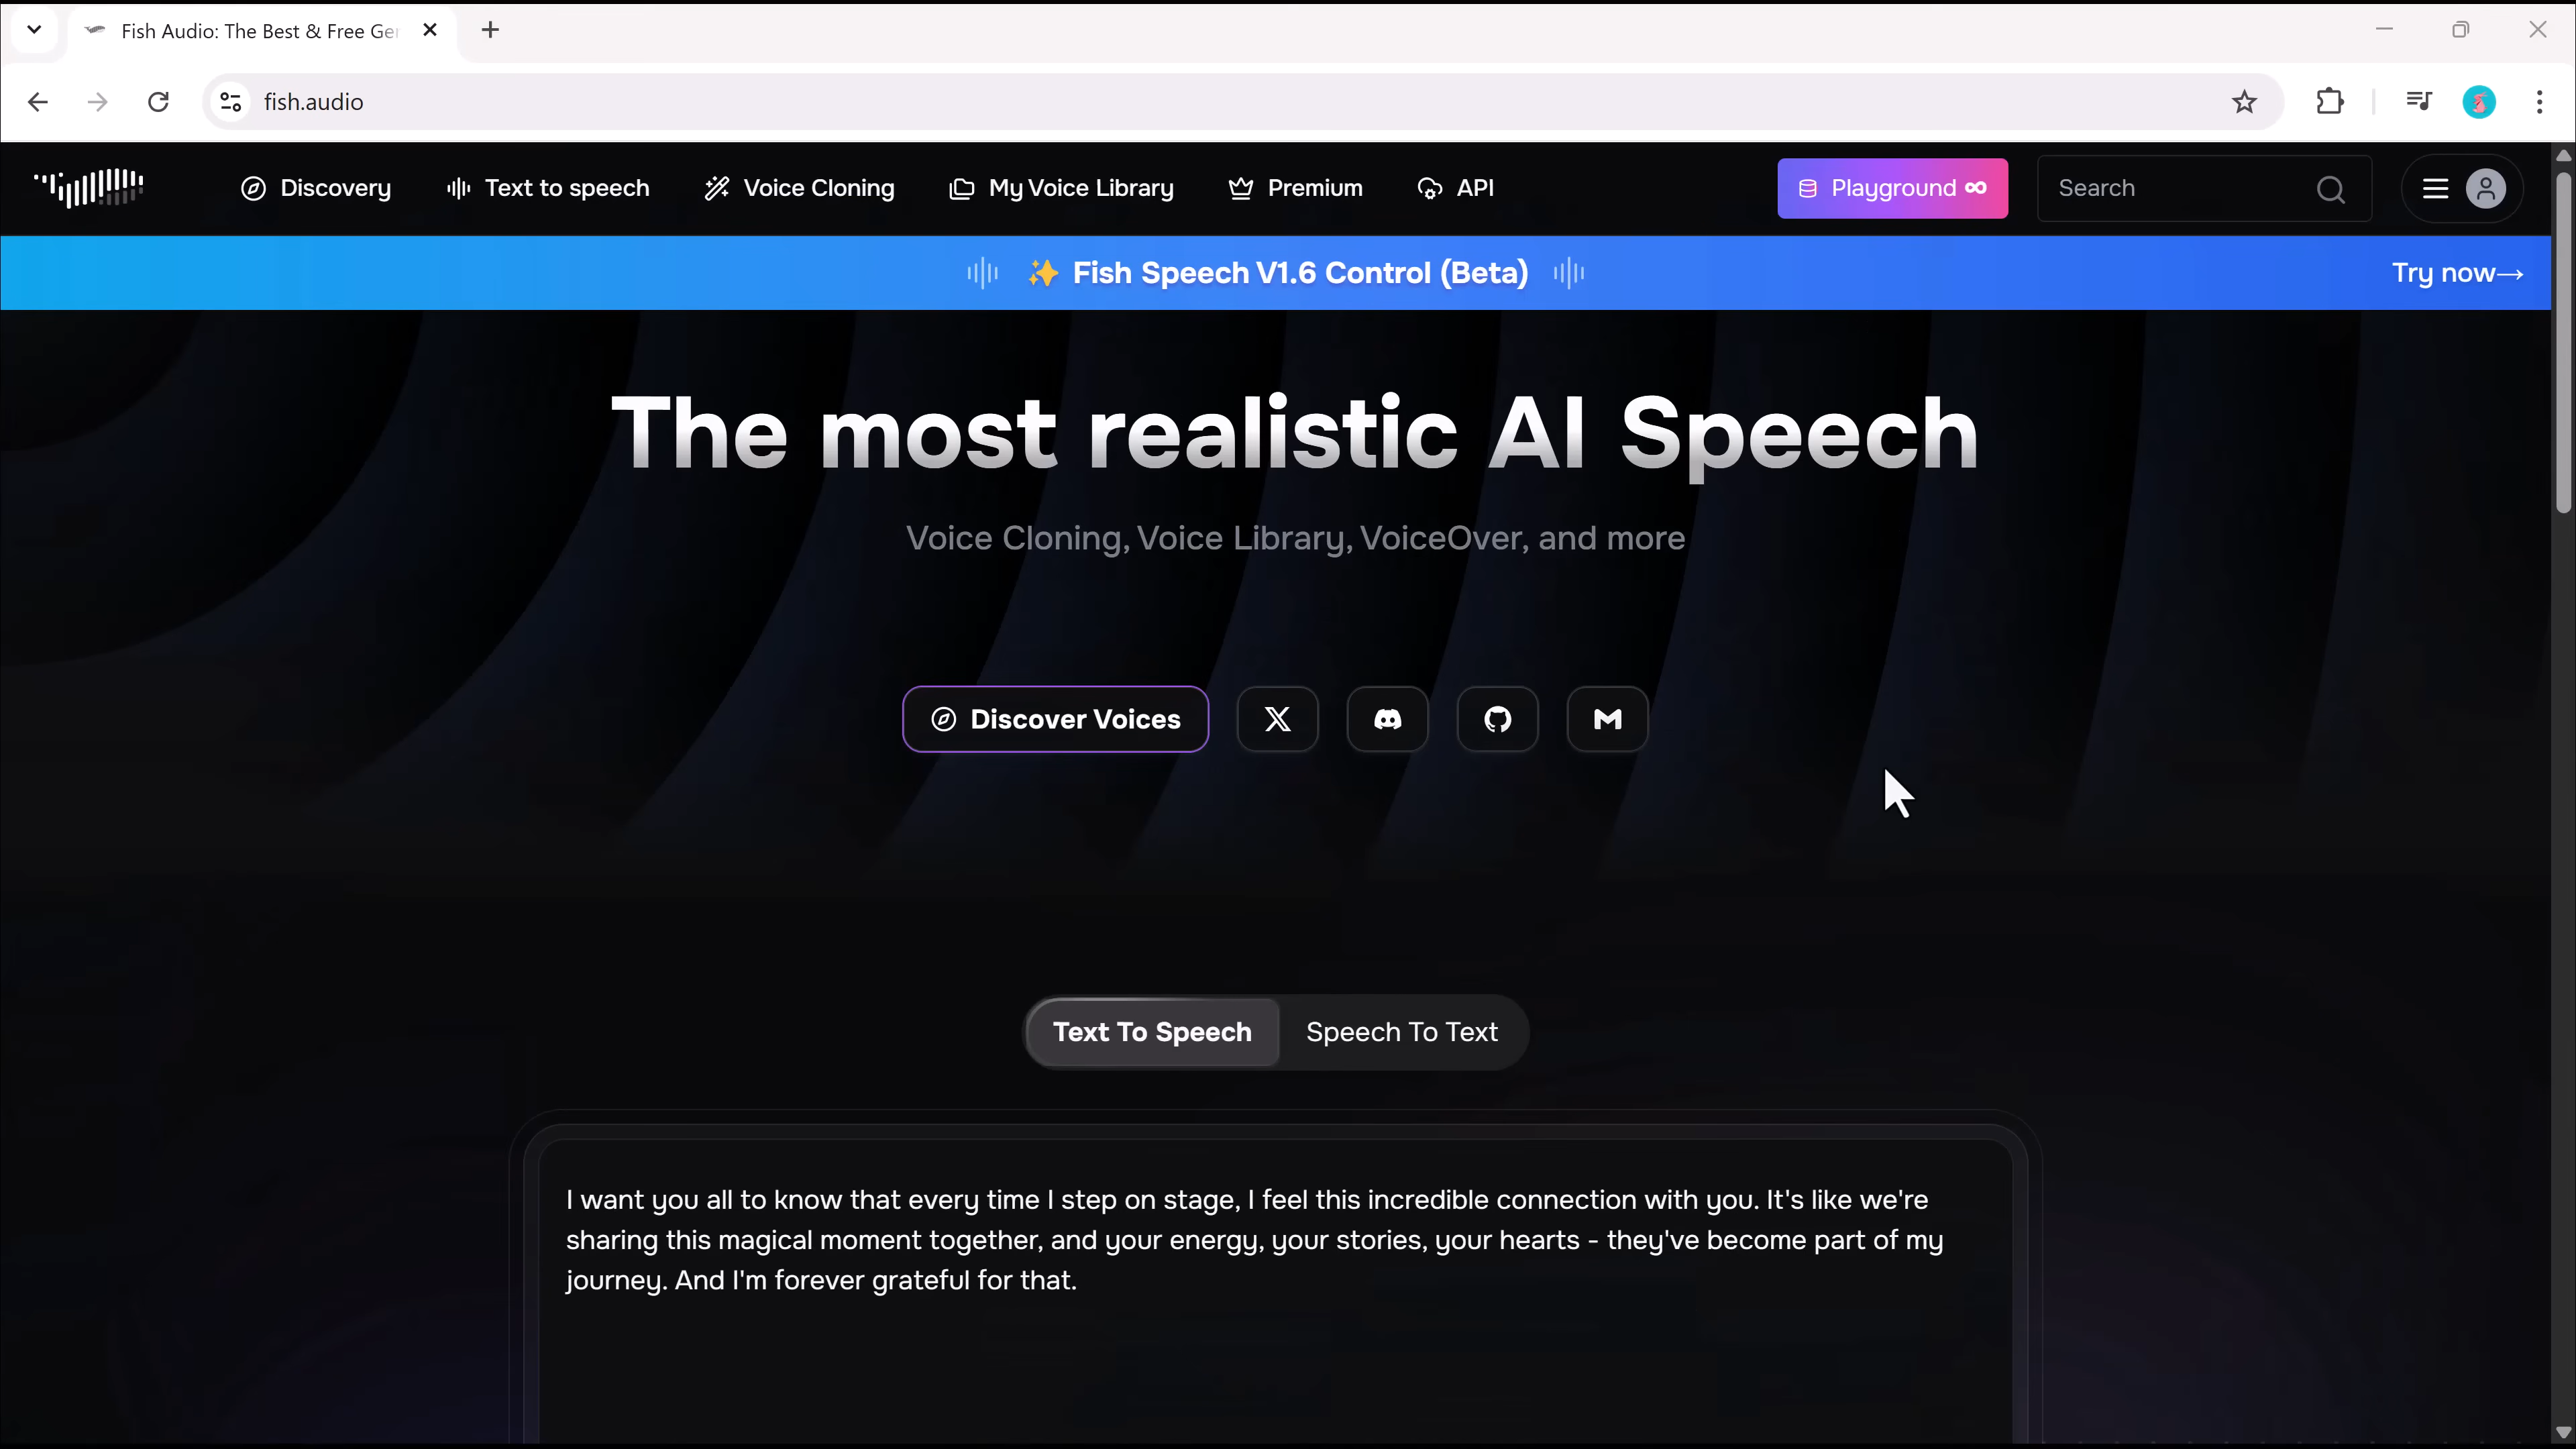 Fish Audio: The Best & Free Ge
fish.audio
Discovery
Text to speech
Voice Cloning
My Voice Library
Premium
API
Playground ∞
Search
✨ Fish Speech V1.6 Control (Beta)
Try now→
The most realistic AI Speech
Voice Cloning, Voice Library, VoiceOver, and more
Discover Voices
Text To Speech
Speech To Text
I want you all to know that every time I step on stage, I feel this incredible connection with you. It's like we're
sharing this magical moment together, and your energy, your stories, your hearts - they've become part of my
journey. And I'm forever grateful for that.